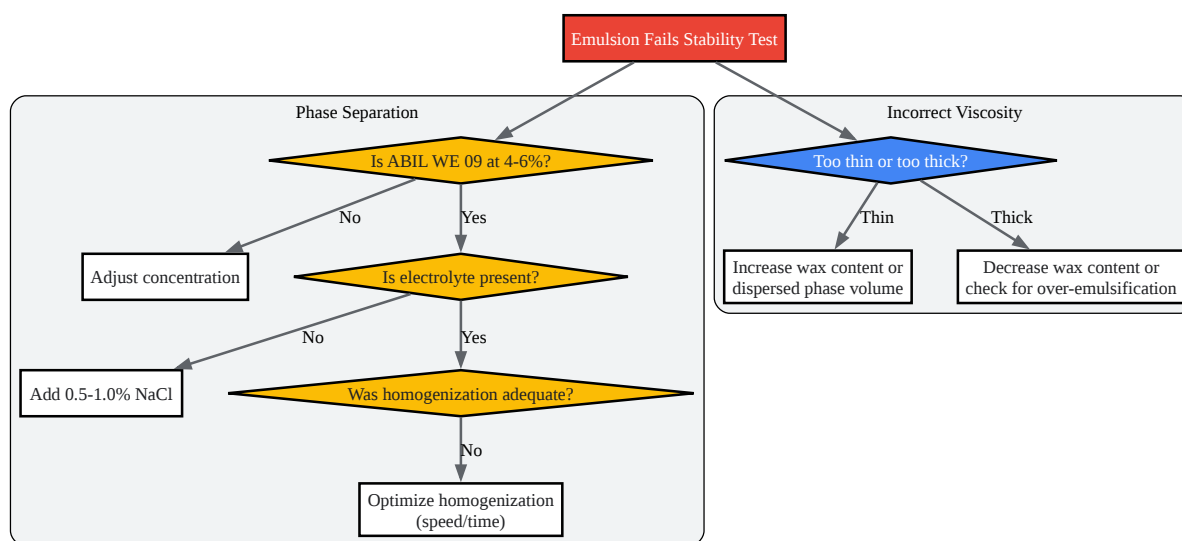 Emulsion Fails Stability Test
Phase Separation
Incorrect Viscosity
Is ABIL WE 09 at 4-6%?
Too thin or too thick?
No
Yes
Thin
Thick
Adjust concentration
Is electrolyte present?
Increase wax content or
dispersed phase volume
Decrease wax content or
check for over-emulsification
No
Yes
Add 0.5-1.0% NaCl
Was homogenization adequate?
No
Optimize homogenization
(speed/time)